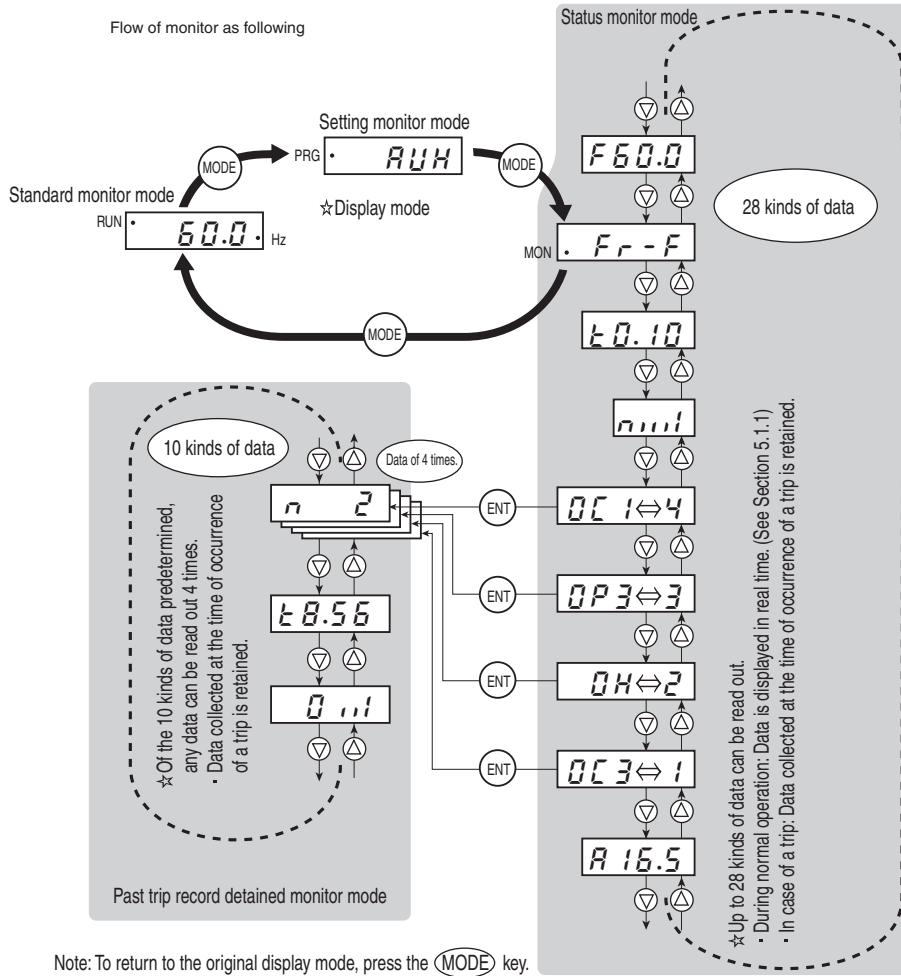 Flow of monitor as following
Status monitor mode
Setting monitor mode
PRG
AUH
MODE
MODE
Standard monitor mode
RUN
60.0
Hz
☆Display mode
MODE
F60.0
28 kinds of data
MON
Fr-F
t0.10
10 kinds of data
Data of 4 times.
n 2
ENT
OC1⇔4
t8.56
ENT
OP3⇔3
ENT
OH⇔2
ENT
OC3⇔1
A16.5
☆Of the 10 kinds of data predetermined,
any data can be read out 4 times.
・Data collected at the time of occurrence
of a trip is retained.
☆Up to 28 kinds of data can be read out.
・During normal operation: Data is displayed in real time. (See Section 5.1.1)
・In case of a trip: Data collected at the time of occurrence of a trip is retained.
Past trip record detained monitor mode
Note: To return to the original display mode, press the MODE key.